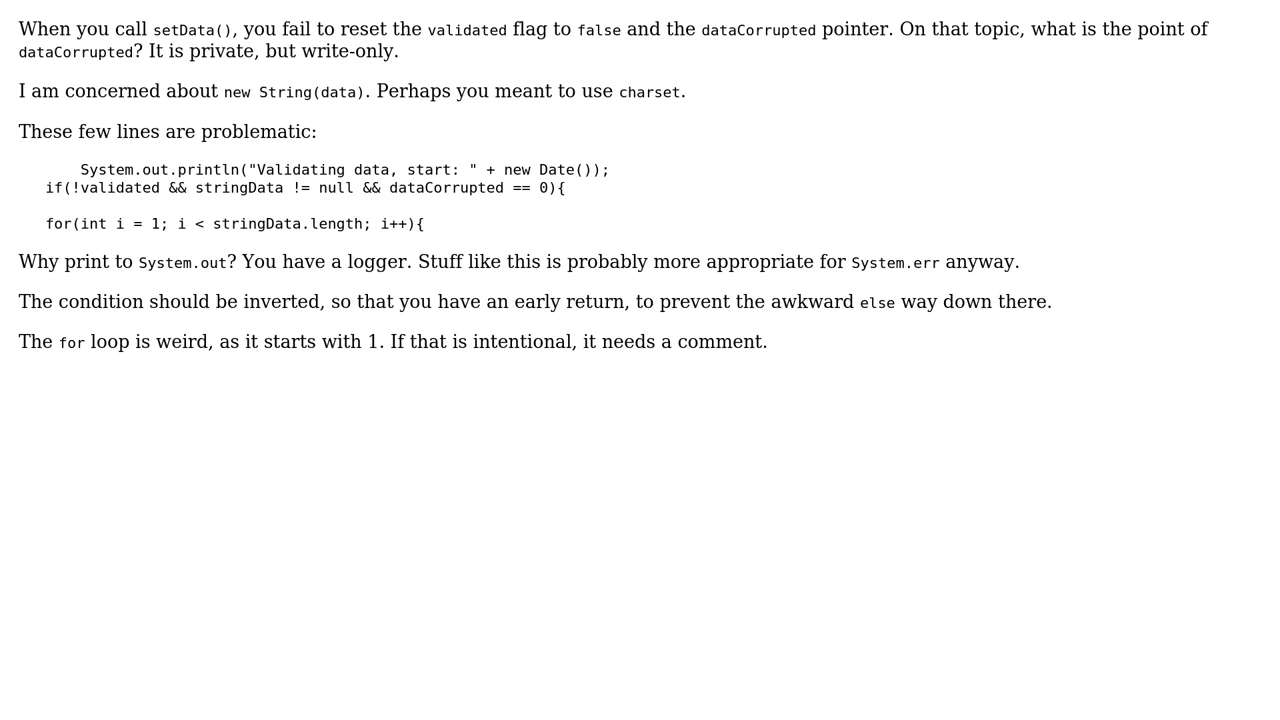 When you call setData(), you fail to reset the validated flag to false and the dataCorrupted pointer. On that topic, what is the point of
dataCorrupted? It is private, but write-only.
I am concerned about new String(data). Perhaps you meant to use charset.
These few lines are problematic:
System.out.println("Validating data, start: " + new Date());
if(!validated && stringData != null && dataCorrupted == 0){
for(int i = 1; i < stringData.length; i++){
Why print to System.out? You have a logger. Stuff like this is probably more appropriate for System.err anyway.
The condition should be inverted, so that you have an early return, to prevent the awkward else way down there.
The for loop is weird, as it starts with 1. If that is intentional, it needs a comment.